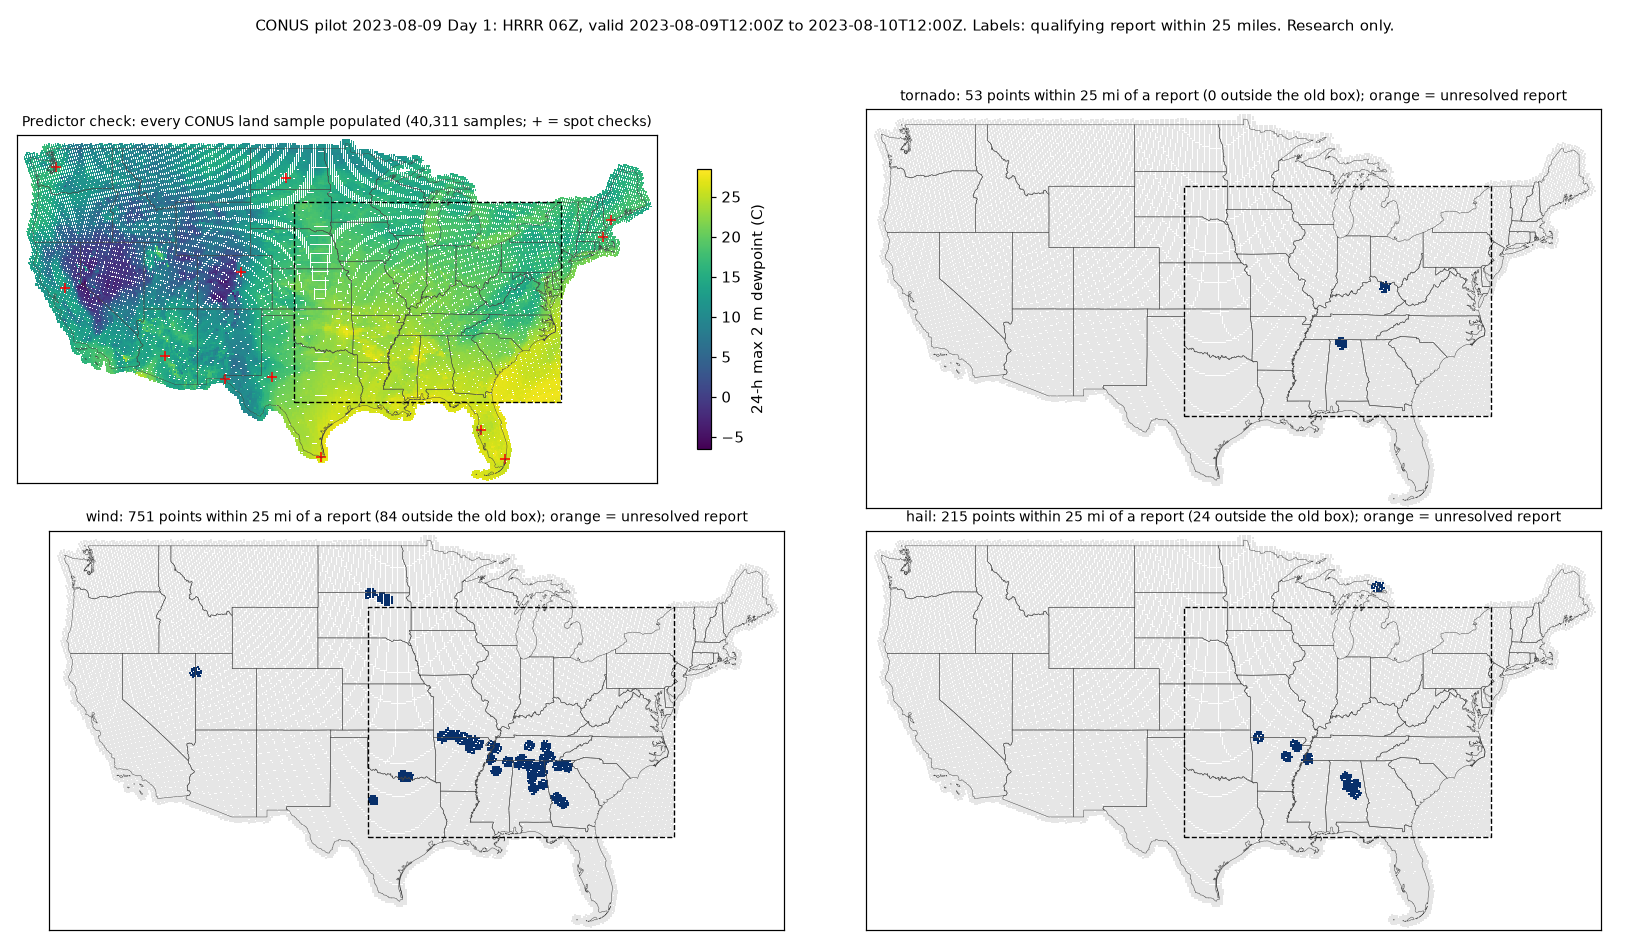 CONUS pilot 2023-08-09 Day 1: HRRR 06Z, valid 2023-08-09T12:00Z to 2023-08-10T12:00Z. Labels: qualifying report within 25 miles. Research only.
Predictor check: every CONUS land sample populated (40,311 samples; + = spot checks)
25
20
15
10
5
0
−5
24-h max 2 m dewpoint (C)
tornado: 53 points within 25 mi of a report (0 outside the old box); orange = unresolved report
wind: 751 points within 25 mi of a report (84 outside the old box); orange = unresolved report
hail: 215 points within 25 mi of a report (24 outside the old box); orange = unresolved report